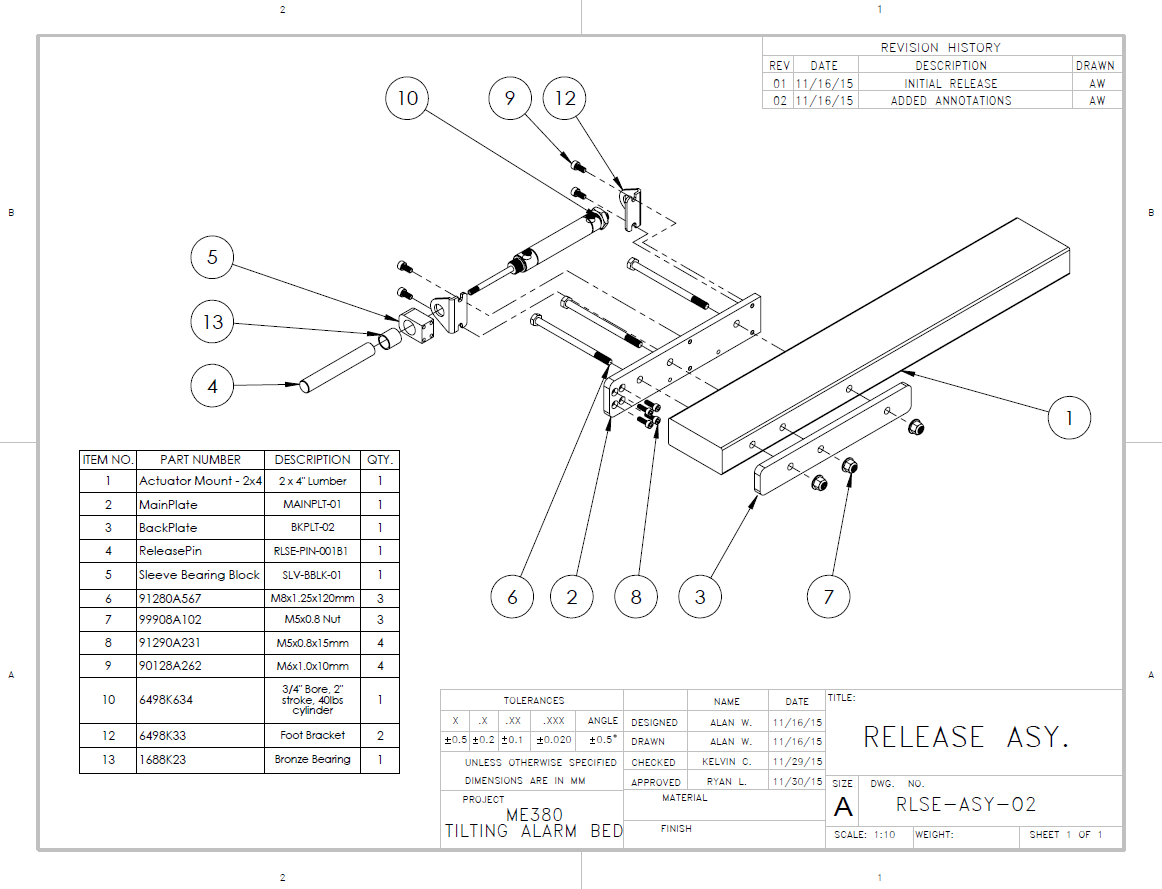 2 1
REVISION HISTORY
REV DATE DESCRIPTION DRAWN
01 11/16/15 INITIAL RELEASE AW
02 11/16/15 ADDED ANNOTATIONS AW
10 9 12
B B
5
13
4
1
6 2 8 3 7
ITEM NO. PART NUMBER DESCRIPTION QTY.
1 Actuator Mount - 2x4 2 x 4" Lumber 1
2 MainPlate MAINPLT-01 1
3 BackPlate BKPLT-02 1
4 ReleasePin RLSE-PIN-001B1 1
5 Sleeve Bearing Block SLV-BBLK-01 1
6 91280A567 M8x1.25x120mm 3
7 99908A102 M5x0.8 Nut 3
8 91290A231 M5x0.8x15mm 4
9 90128A262 M6x1.0x10mm 4
10 6498K634 3/4" Bore, 2"
stroke, 40lbs
cylinder 1
12 6498K33 Foot Bracket 2
13 1688K23 Bronze Bearing 1
A A
TOLERANCES
X .X .XX .XXX ANGLE
±0.5 ±0.2 ±0.1 ±0.020 ±0.5°
UNLESS OTHERWISE SPECIFIED
DIMENSIONS ARE IN MM
PROJECT
ME380
TILTING ALARM BED
NAME DATE
DESIGNED ALAN W. 11/16/15
DRAWN ALAN W. 11/16/15
CHECKED KELVIN C. 11/29/15
APPROVED RYAN L. 11/30/15
MATERIAL
FINISH
TITLE:
RELEASE ASY.
SIZE DWG. NO.
A RLSE-ASY-02
SCALE: 1:10 WEIGHT: SHEET 1 OF 1
2 1